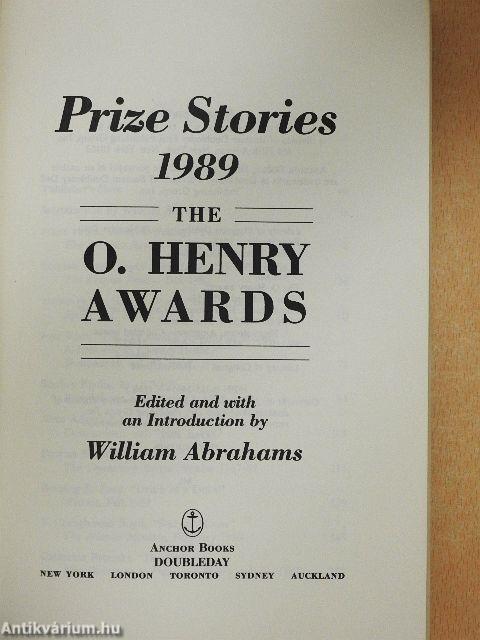 Prize Stories
1989
THE
O. HENRY
AWARDS
Edited and with
an Introduction by
William Abrahams
ANCHOR BOOKS
DOUBLEDAY
NEW YORK LONDON TORONTO SYDNEY AUCKLAND
Antikvárium.hu